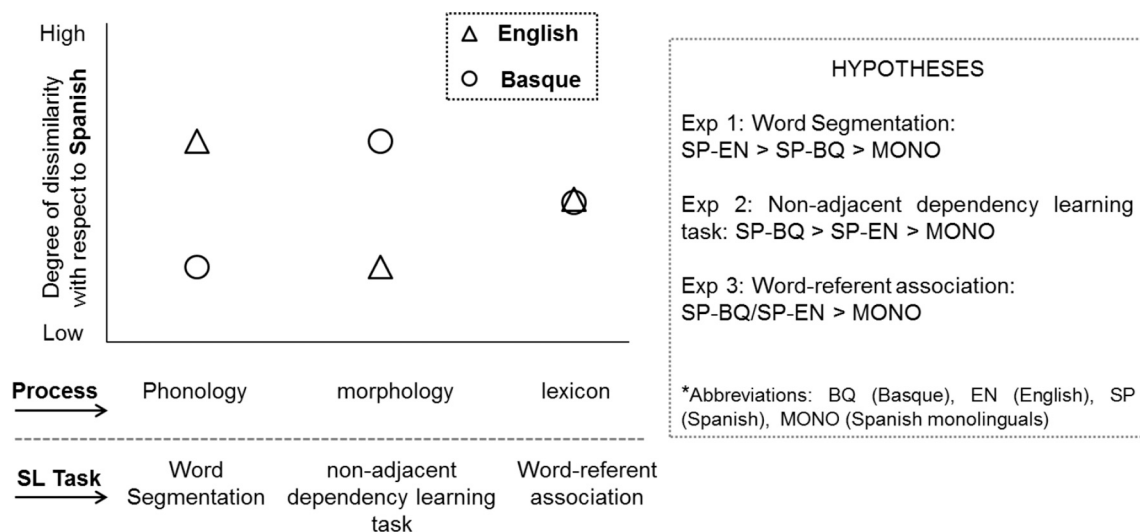 High
Degree of dissimilarity
with respect to Spanish
Low
English
Basque
Process
Phonology
morphology
lexicon
SL Task
Word
Segmentation
non-adjacent
dependency learning
task
Word-referent
association
HYPOTHESES
Exp 1: Word Segmentation:
SP-EN > SP-BQ > MONO
Exp 2: Non-adjacent dependency learning
task: SP-BQ > SP-EN > MONO
Exp 3: Word-referent association:
SP-BQ/SP-EN > MONO
*Abbreviations: BQ (Basque), EN (English), SP
(Spanish), MONO (Spanish monolinguals)